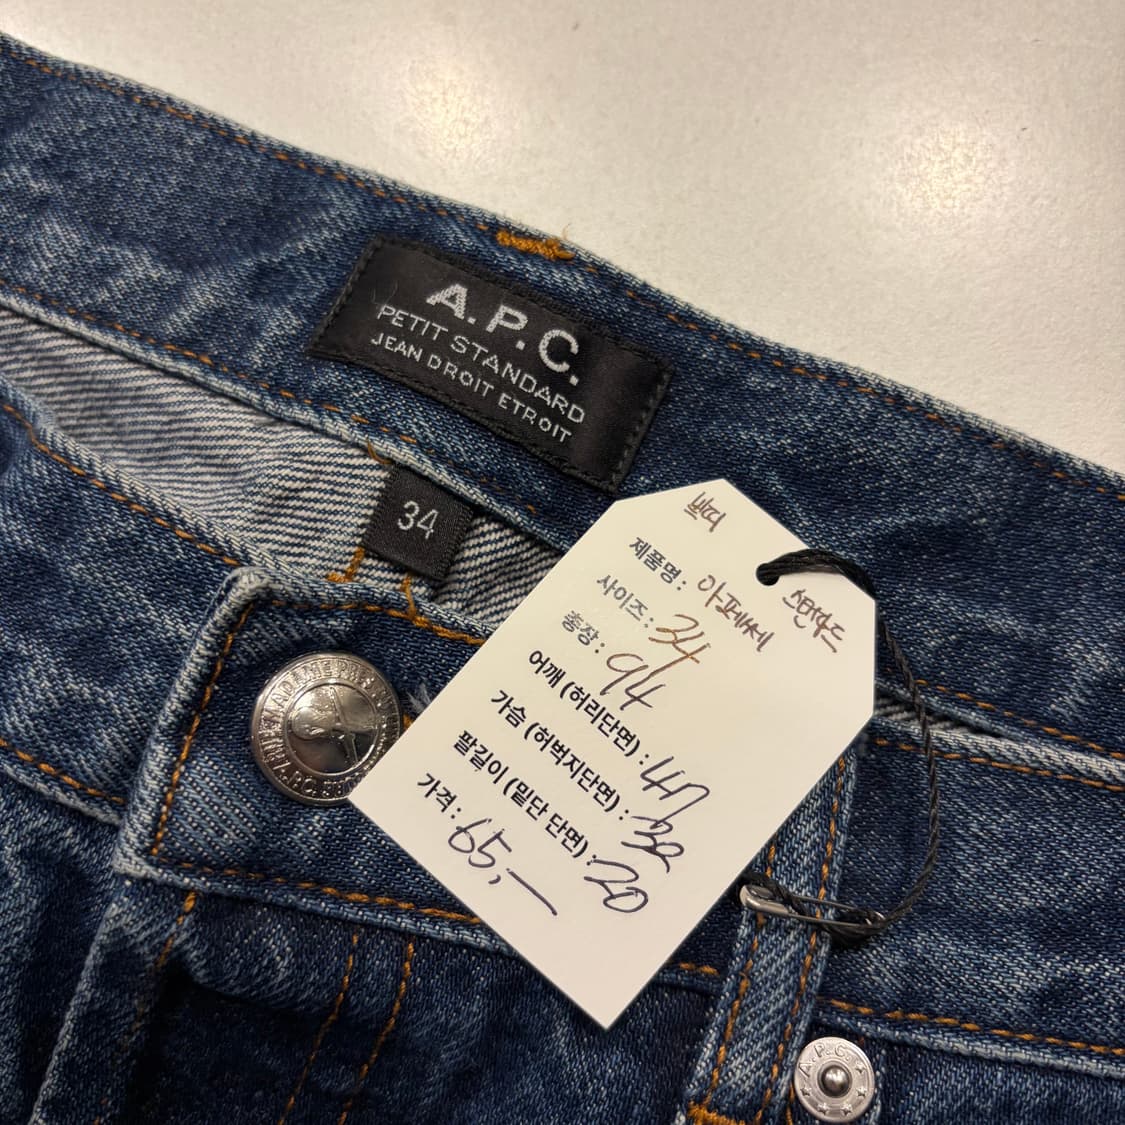 A.P.C.
PETIT STANDARD
JEAN DROIT ETROIT
34
쁘띠
제품명 : 아페쎄 스탠다드
사이즈 : 34
총장 : 94
어깨 (허리단면) : 47
가슴 (허벅지단면) : 32
팔길이 (밑단 단면) : 20
가격 : 65,—
A.P.C.